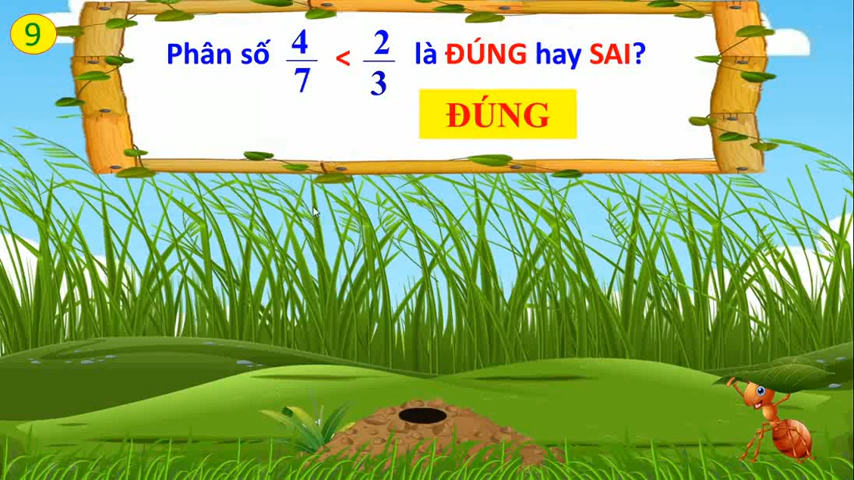 9
Phân số 4/7 < 2/3 là ĐÚNG hay SAI?
ĐÚNG